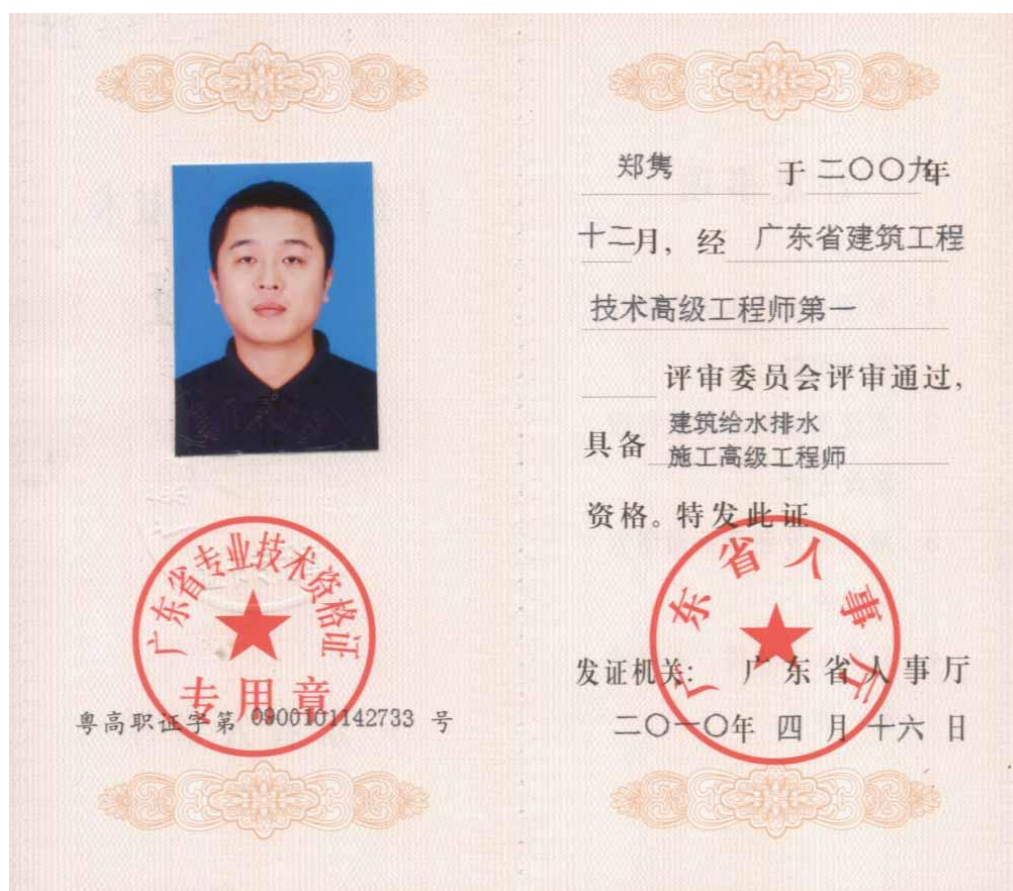 广东省专业技术资格证
专用章
粤高职证字第 0900101142733 号
郑隽 于 二〇〇九年
十二月，经 广东省建筑工程
技术高级工程师第一
评审委员会评审通过，
具备 建筑给水排水
施工高级工程师
资格。特发此证
广东省人事厅
发证机关： 广东省人事厅
二〇一〇年 四 月 十六 日